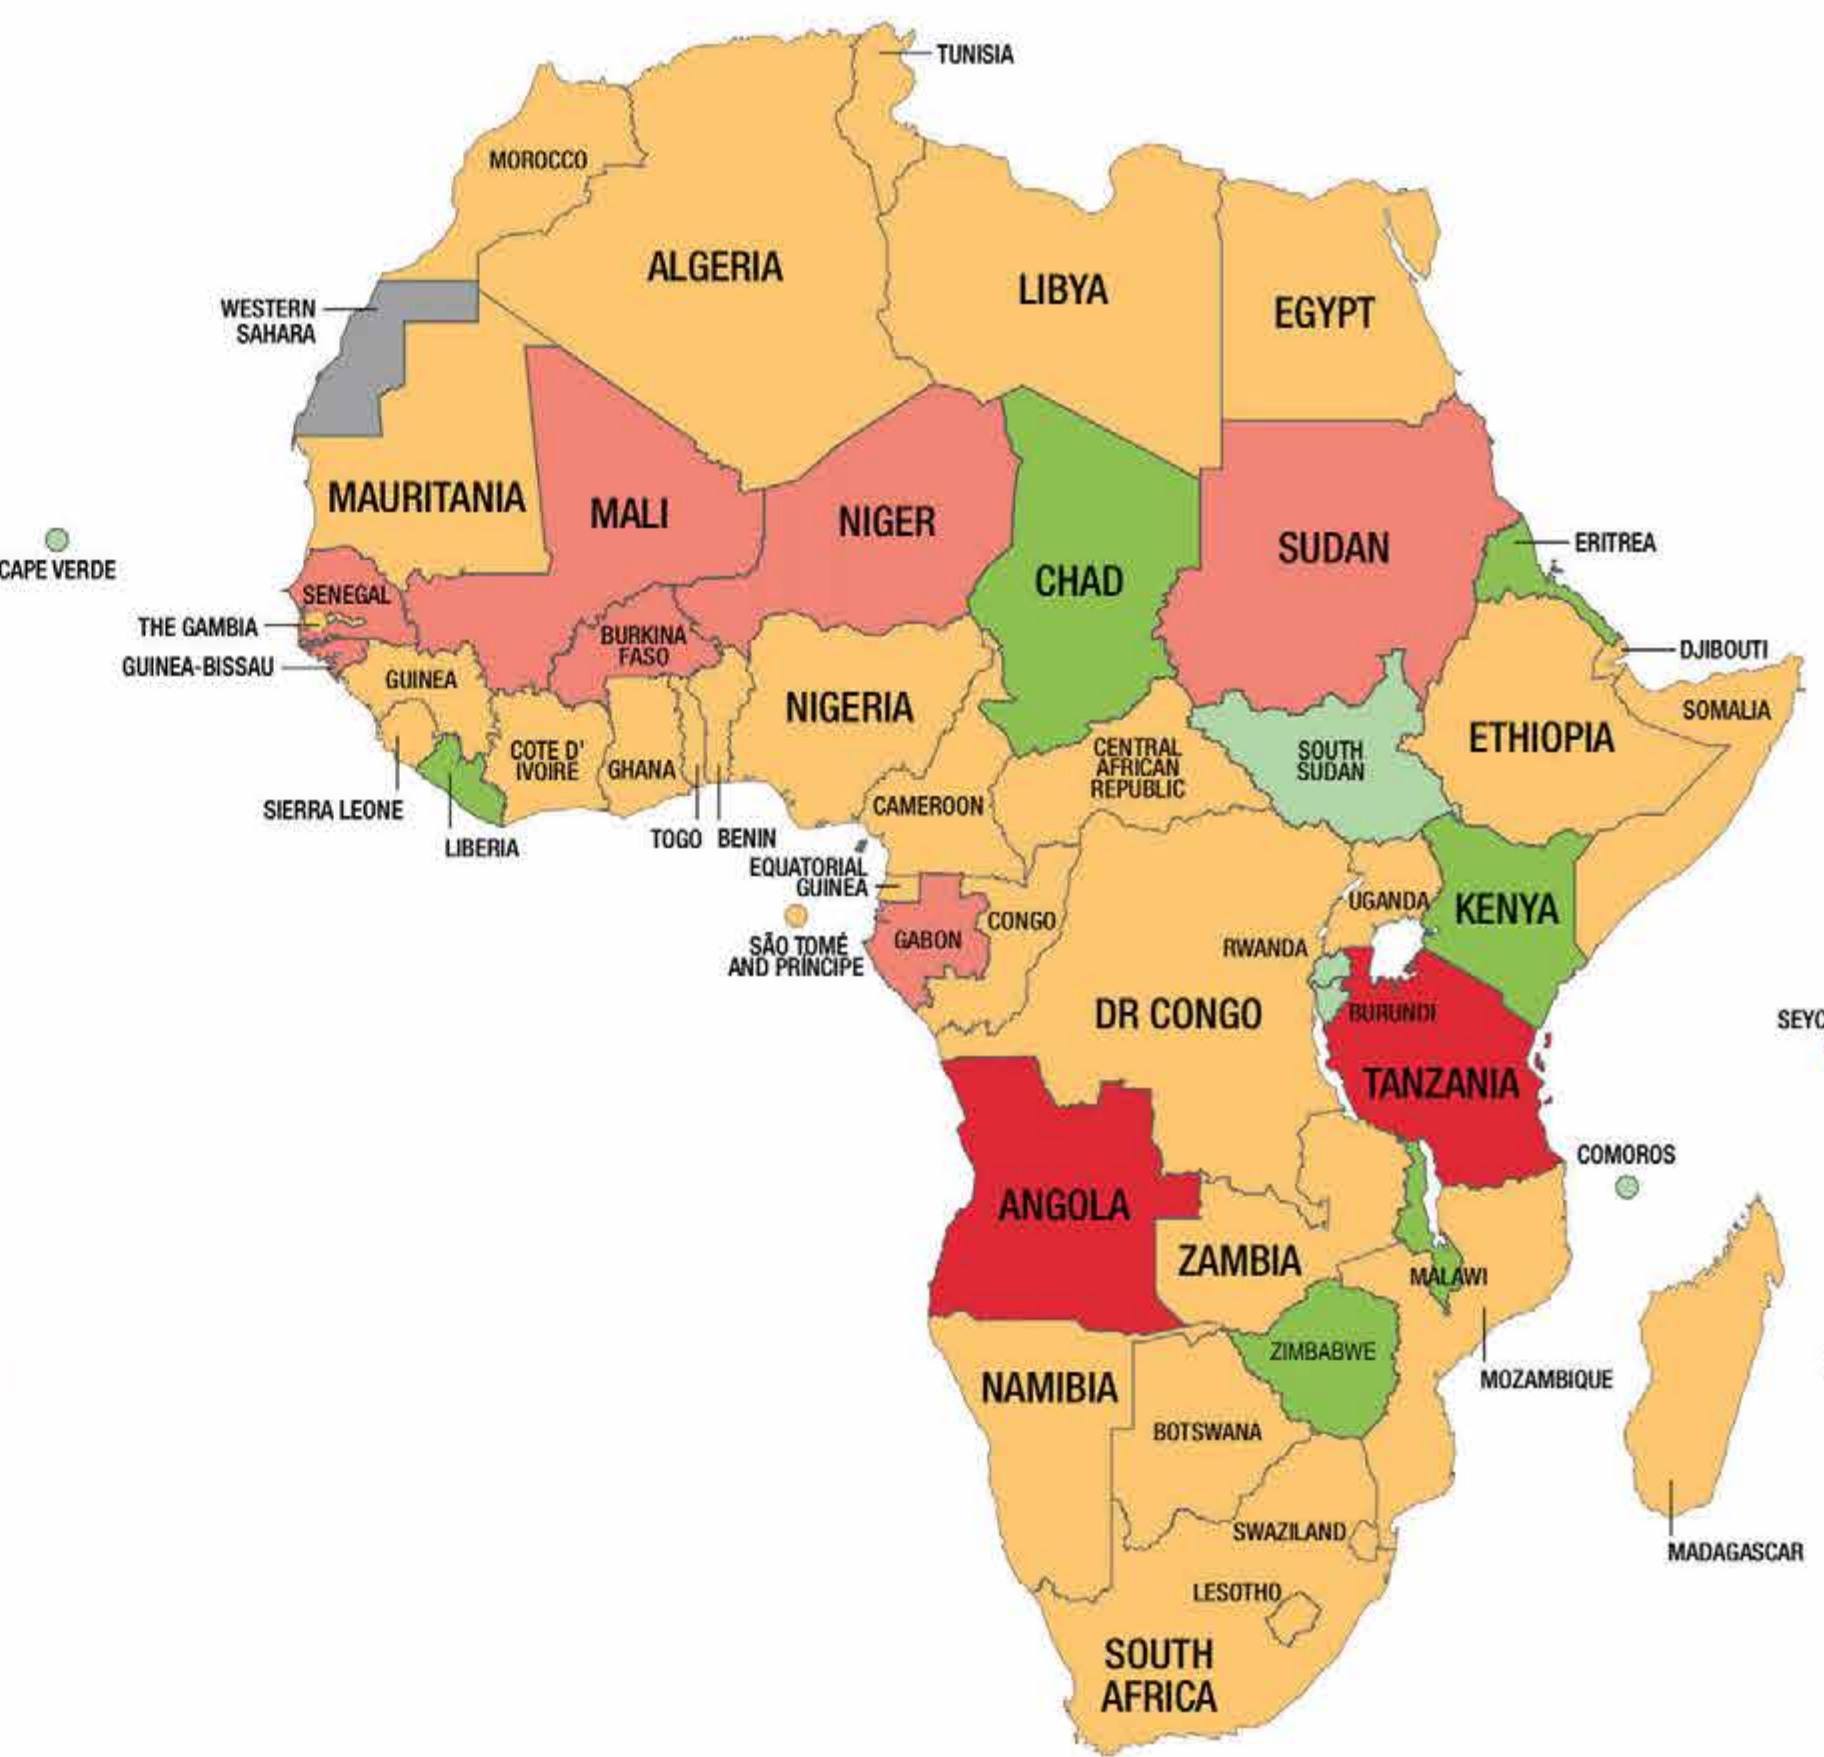 TUNISIA
MOROCCO
ALGERIA
LIBYA
EGYPT
WESTERN
SAHARA
MAURITANIA
MALI
NIGER
CHAD
SUDAN
ERITREA
CAPE VERDE
SENEGAL
THE GAMBIA
GUINEA-BISSAU
BURKINA
FASO
DJIBOUTI
GUINEA
NIGERIA
SOMALIA
ETHIOPIA
COTE D'
IVOIRE
GHANA
CENTRAL
AFRICAN
REPUBLIC
SOUTH
SUDAN
SIERRA LEONE
LIBERIA
TOGO
BENIN
CAMEROON
EQUATORIAL
GUINEA
UGANDA
KENYA
CONGO
GABON
SÃO TOMÉ
AND PRÍNCIPE
RWANDA
DR CONGO
BURUNDI
SEYC
TANZANIA
COMOROS
ANGOLA
ZAMBIA
MALAWI
ZIMBABWE
MOZAMBIQUE
NAMIBIA
BOTSWANA
SWAZILAND
MADAGASCAR
LESOTHO
SOUTH
AFRICA